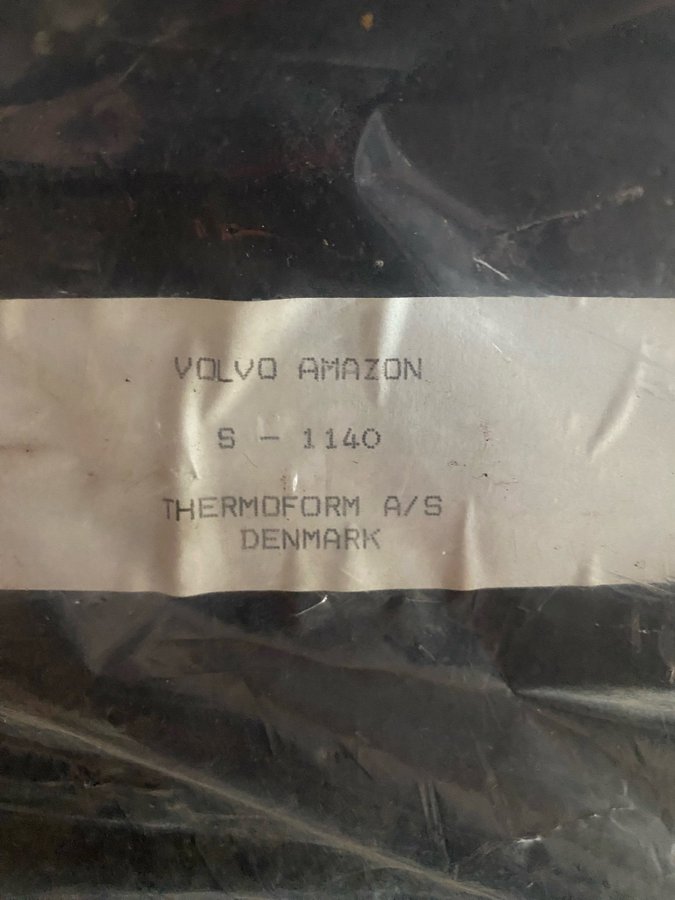 VOLVO AMAZON
S - 1140
THERMOFORM A/S
DENMARK